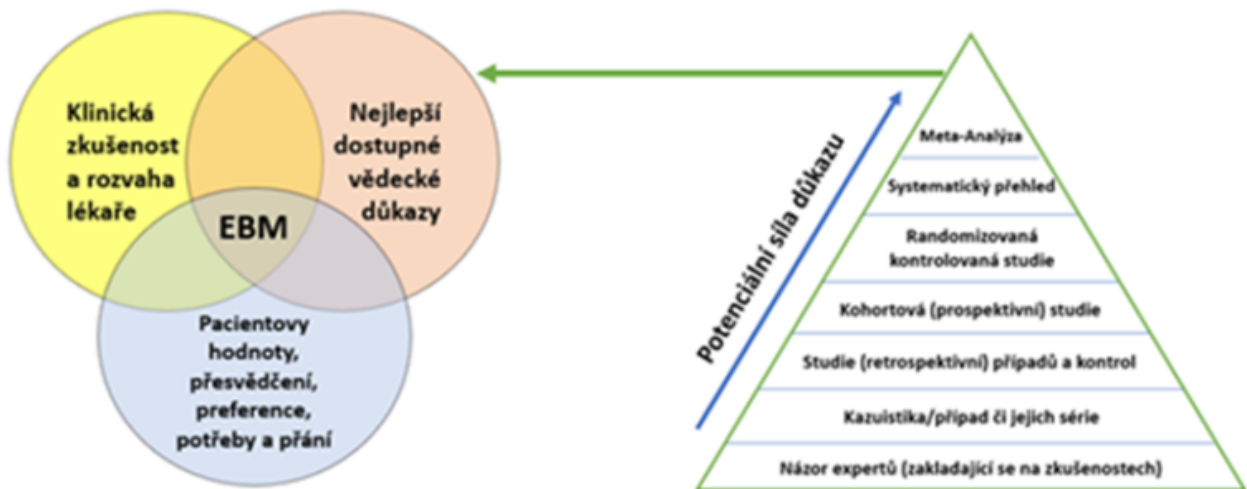 Klinická
zkušenost
a rozvaha
lékaře
Nejlepší
dostupné
vědecké
důkazy
EBM
Pacientovy
hodnoty,
přesvědčení,
preference,
potřeby a přání
Potenciální síla důkazu
Meta-Analýza
Systematický přehled
Randomizovaná
kontrolovaná studie
Kohortová (prospektivní) studie
Studie (retrospektivní) případů a kontrol
Kazuistika/případ či jejich série
Názor expertů (zakladající se na zkušenostech)